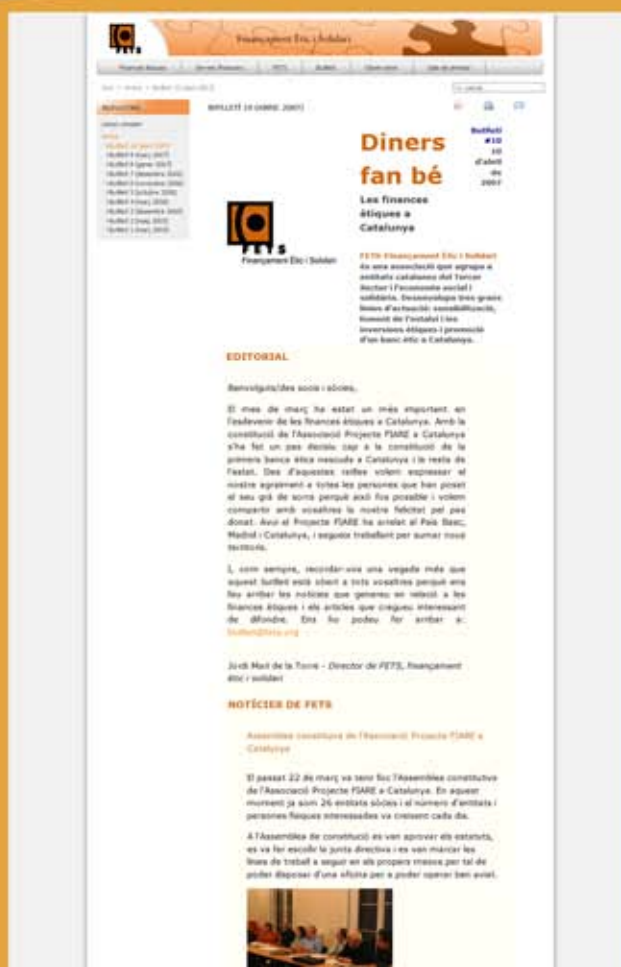 FETS
Finançament Ètic i Solidari
FETS
BUTLLETÍ 10 (ABRIL 2007)
Diners
fan bé
Butlletí
#10
10
d'abril
de
2007
Les finances
ètiques a
Catalunya
FETS
Finançament Ètic i Solidari
FETS-Finançament Ètic i Solidari
és una associació que agrupa a
entitats catalanes del Tercer
Sector i l'economia social i
solidària. Desenvolupa tres grans
línies d'actuació: sensibilització,
foment de l'estalvi i les
inversions ètiques i promoció
d'un banc ètic a Catalunya.
EDITORIAL
Benvolguts/des socis i sòcies,
El mes de març ha estat un més important en
l'esdevenir de les finances ètiques a Catalunya. Amb la
constitució de l'Associació Projecte FIARE a Catalunya
s'ha fet un pas decisiu cap a la constitució de la
primera banca ètica nascuda a Catalunya i la resta de
l'estat. Des d'aquestes ratlles volem expressar el
nostre agraïment a totes les persones que han posat
el seu grà de sorra perquè això fos possible i volem
compartir amb vosaltres la nostra felicitat pel pas
donat. Avui el Projecte FIARE ha arrelat al País Basc,
Madrid i Catalunya, i segueix treballant per sumar nous
territoris.
I, com sempre, recordar-vos una vegada més que
aquest butlletí està obert a tots vosaltres perquè ens
feu arribar les notícies que genereu en relació a les
finances ètiques i els articles que cregueu interessant
de difondre. Ens ho podeu fer arribar a:
butlleti@fets.org
Jordi Marí de la Torre - Director de FETS, finançament
ètic i solidari
NOTÍCIES DE FETS
Assemblea constitutiva de l'Associació Projecte FIARE a
Catalunya
El passat 22 de març va tenir lloc l'Assemblea constitutiva
de l'Associació Projecte FIARE a Catalunya. En aquest
moment ja som 26 entitats sòcies i el número d'entitats i
persones físiques interessades va creixent cada dia.
A l'Assemblea de constitució es van aprovar els estatuts,
es va fer escollir la junta directiva i es van marcar les
línies de treball a seguir en els propers mesos per tal de
poder disposar d'una oficina per a poder operar ben aviat.